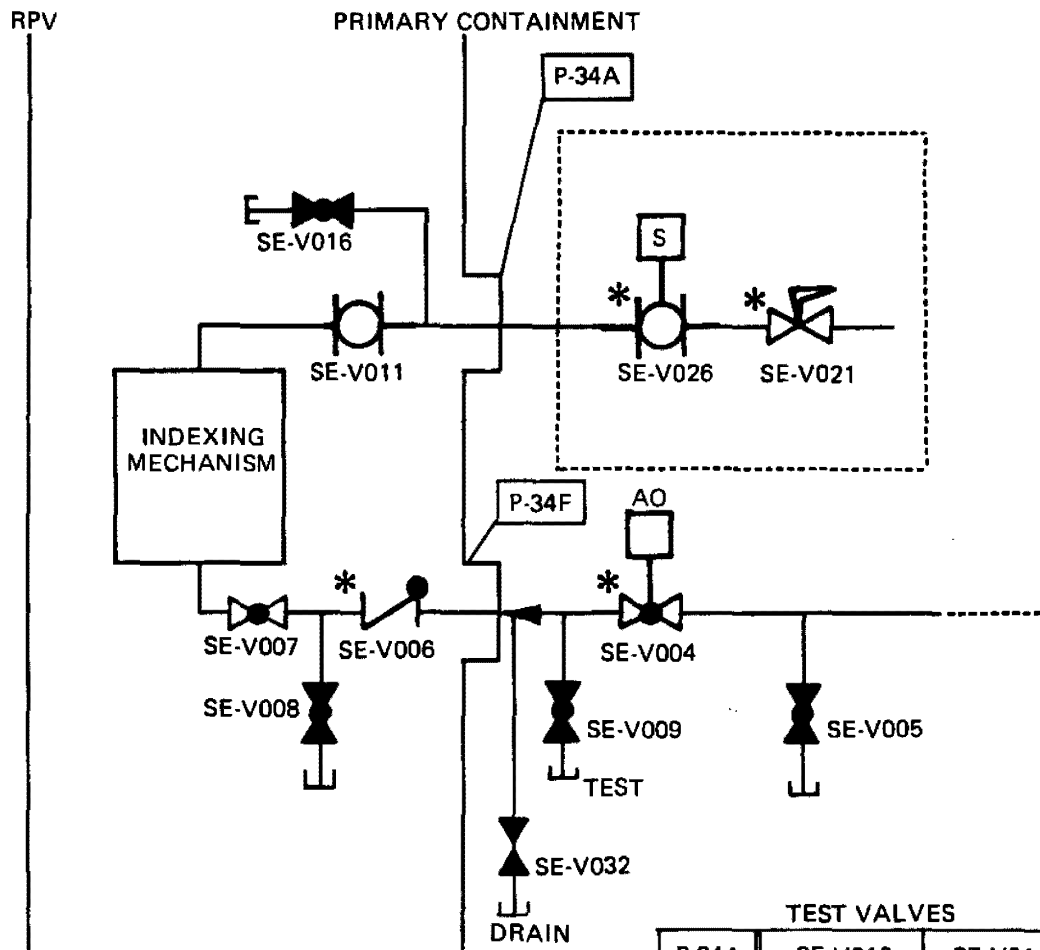 RPV
PRIMARY CONTAINMENT
P-34A
SE-V016
S
*
*
SE-V011
SE-V026
SE-V021
INDEXING
MECHANISM
P-34F
AO
*
*
SE-V007
SE-V006
SE-V004
SE-V008
SE-V009
SE-V005
TEST
SE-V032
DRAIN
TEST VALVES